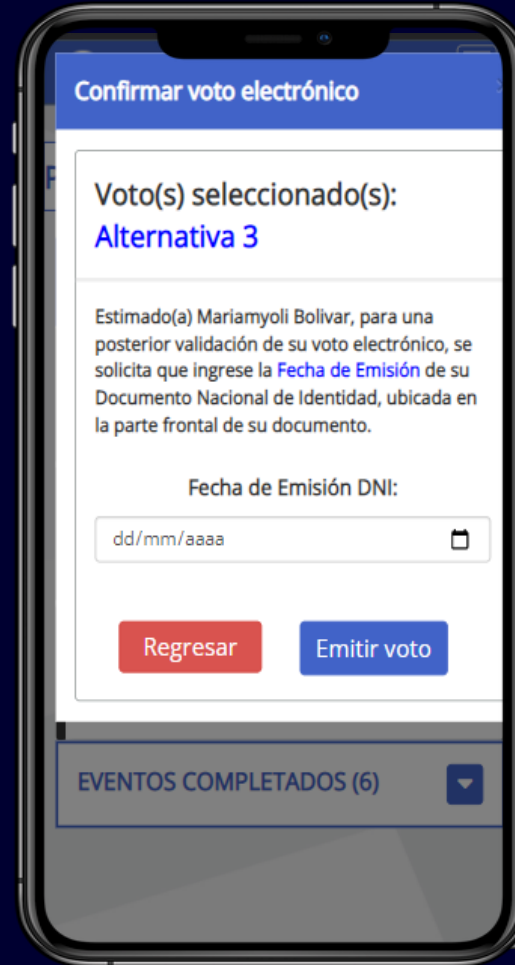 Confirmar voto electrónico
Voto(s) seleccionado(s):
Alternativa 3
Estimado(a) Mariamyoli Bolivar, para una
posterior validación de su voto electrónico, se
solicita que ingrese la Fecha de Emisión de su
Documento Nacional de Identidad, ubicada en
la parte frontal de su documento.
Fecha de Emisión DNI:
dd/mm/aaaa
Regresar Emitir voto
EVENTOS COMPLETADOS (6)